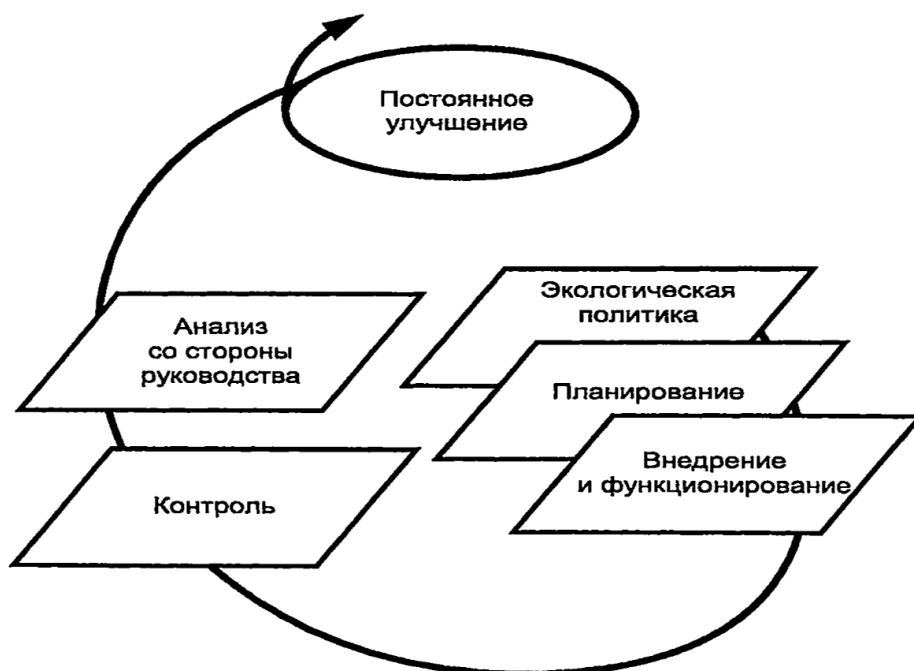 Постоянное
улучшение
Экологическая
политика
Планирование
Внедрение
и функционирование
Контроль
Анализ
со стороны
руководства